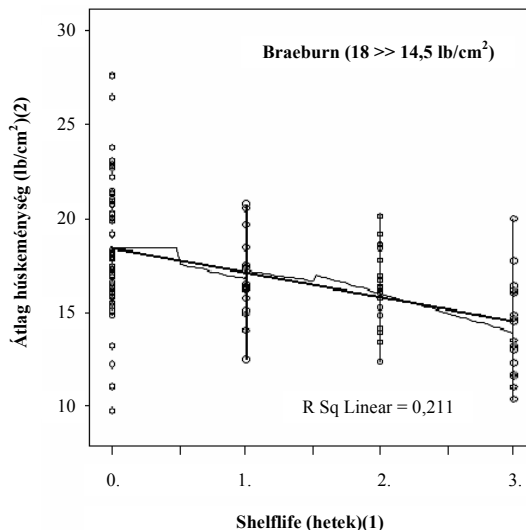 Braeburn (18 >> 14,5 lb/cm²)
Átlag húskeménység (lb/cm²)(2)
30
25
20
15
10
R Sq Linear = 0,211
0. 1. 2. 3.
Shelflife (hetek)(1)